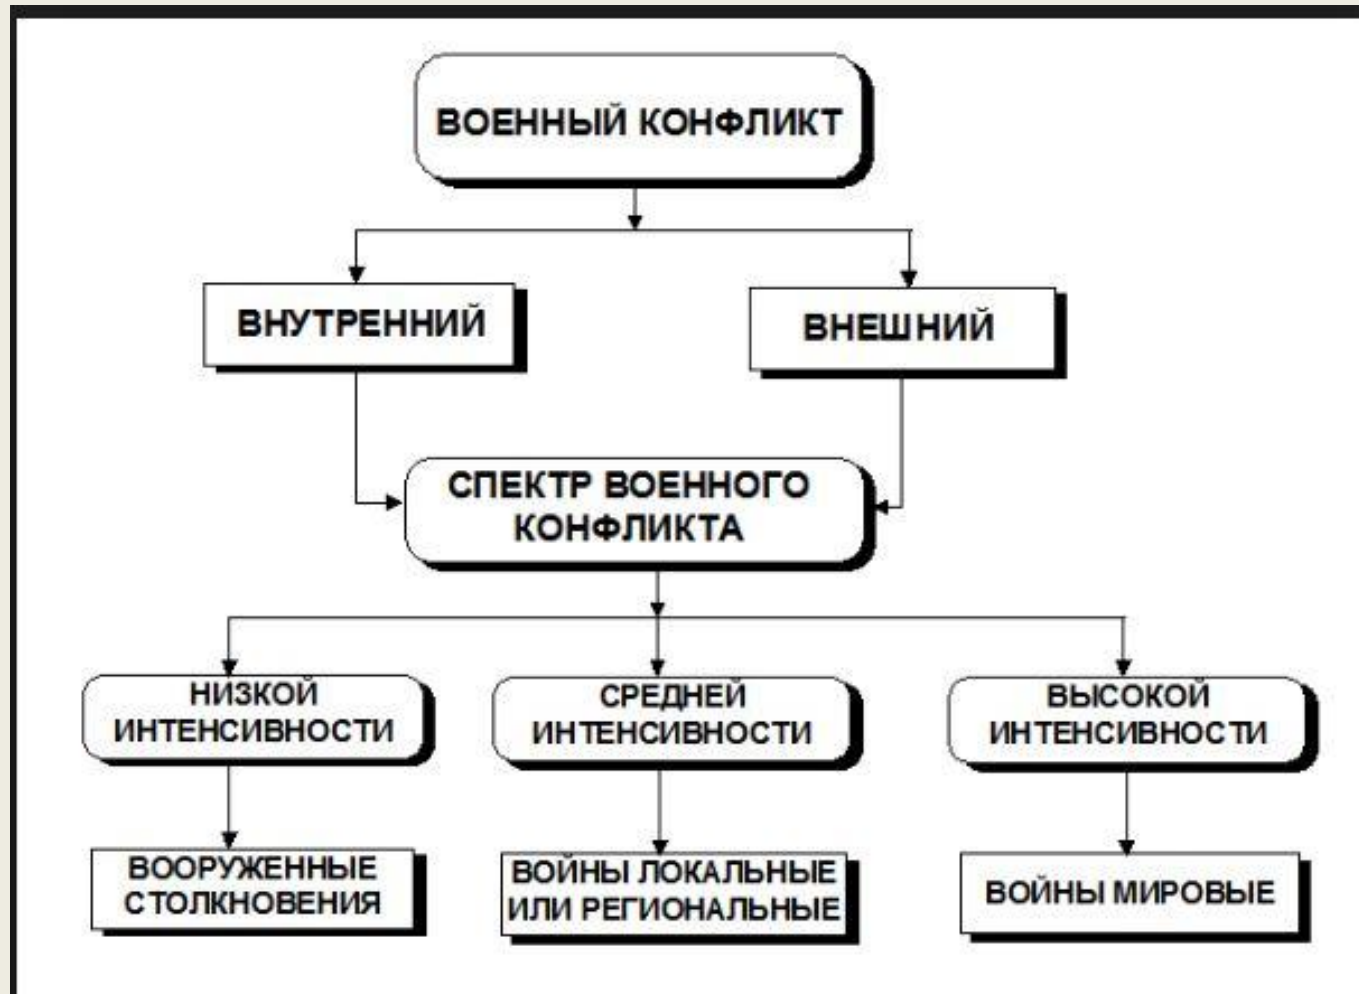 ВОЕННЫЙ КОНФЛИКТ
ВНУТРЕННИЙ
ВНЕШНИЙ
СПЕКТР ВОЕННОГО
КОНФЛИКТА
НИЗКОЙ
ИНТЕНСИВНОСТИ
СРЕДНЕЙ
ИНТЕНСИВНОСТИ
ВЫСОКОЙ
ИНТЕНСИВНОСТИ
ВООРУЖЕННЫЕ
СТОЛКНОВЕНИЯ
ВОЙНЫ ЛОКАЛЬНЫЕ
ИЛИ РЕГИОНАЛЬНЫЕ
ВОЙНЫ МИРОВЫЕ